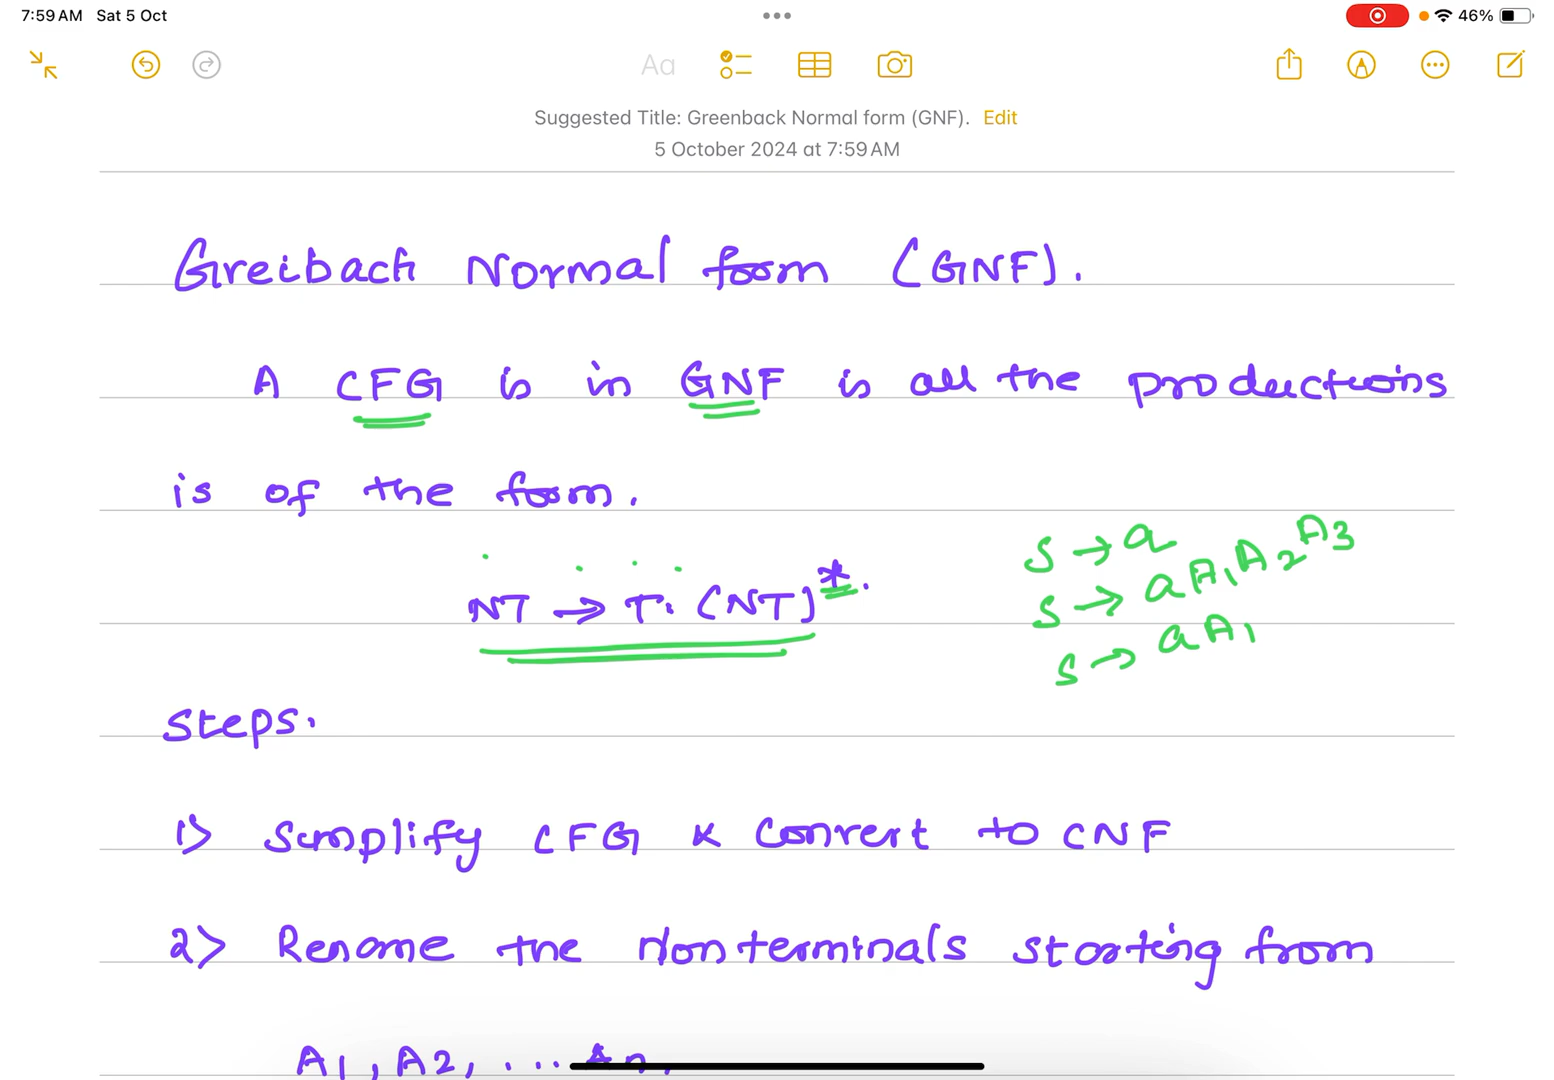 7:59 AM Sat 5 Oct
46%
Aa
Suggested Title: Greenback Normal form (GNF). Edit
5 October 2024 at 7:59 AM
Greibach Normal form (GNF).
A CFG is in GNF is all the productions
is of the form.
S → a
NT → T. (NT)*.
S → aA1A2A3
S → aA1
Steps.
1> Simplify CFG & Convert to CNF
2> Rename the Non terminals starting from
A1, A2, ... An.